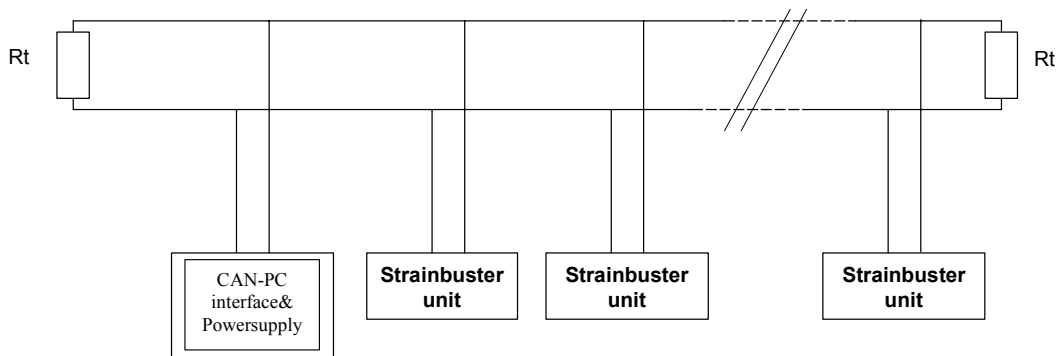 Rt
Rt
CAN-PC
interface&
Powersupply
Strainbuster
unit
Strainbuster
unit
Strainbuster
unit